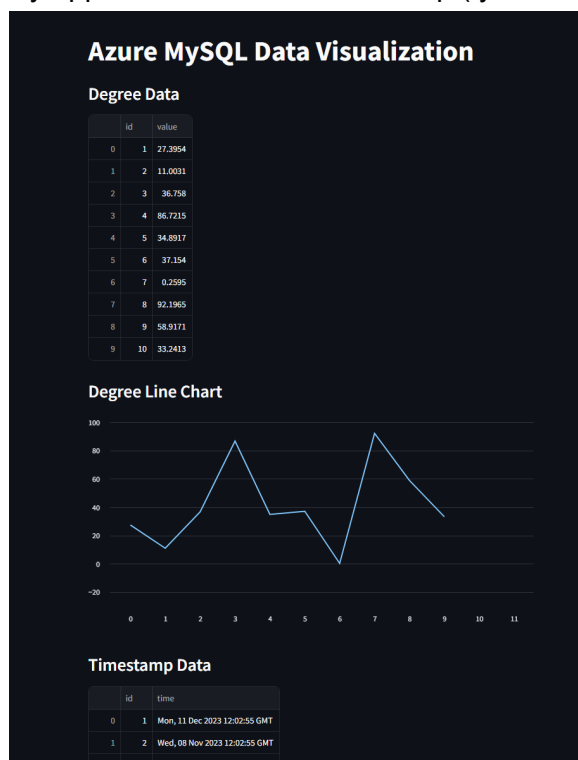 Azure MySQL Data Visualization
Degree Data
id value
0 1 27.3954
1 2 11.0031
2 3 36.758
3 4 86.7215
4 5 34.8917
5 6 37.154
6 7 0.2595
7 8 92.1965
8 9 58.9171
9 10 33.2413
Degree Line Chart
100
80
60
40
20
0
−20
0 1 2 3 4 5 6 7 8 9 10 11
Timestamp Data
id time
0 1 Mon, 11 Dec 2023 12:02:55 GMT
1 2 Wed, 08 Nov 2023 12:02:55 GMT